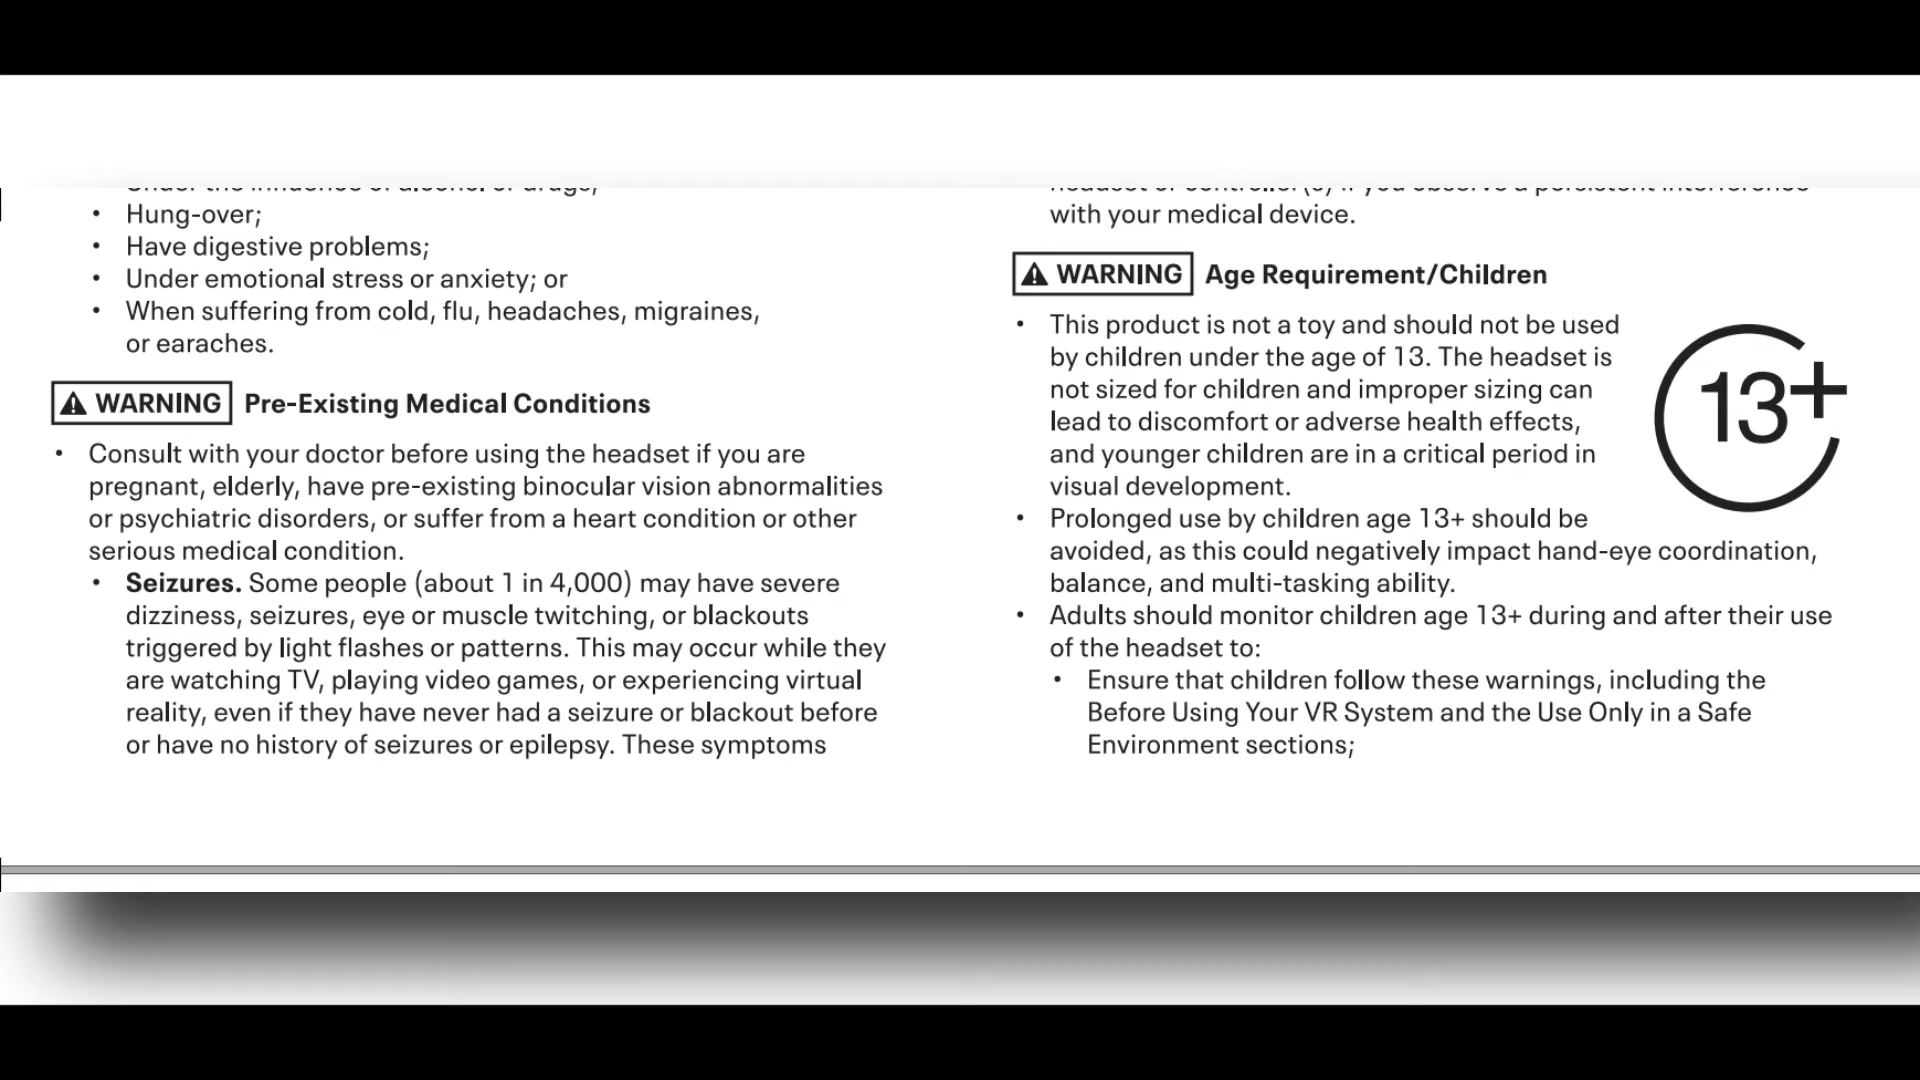 Hung-over;
Have digestive problems;
Under emotional stress or anxiety; or
When suffering from cold, flu, headaches, migraines,
or earaches.
WARNING Pre-Existing Medical Conditions
Consult with your doctor before using the headset if you are
pregnant, elderly, have pre-existing binocular vision abnormalities
or psychiatric disorders, or suffer from a heart condition or other
serious medical condition.
Seizures. Some people (about 1 in 4,000) may have severe
dizziness, seizures, eye or muscle twitching, or blackouts
triggered by light flashes or patterns. This may occur while they
are watching TV, playing video games, or experiencing virtual
reality, even if they have never had a seizure or blackout before
or have no history of seizures or epilepsy. These symptoms
with your medical device.
WARNING Age Requirement/Children
This product is not a toy and should not be used
by children under the age of 13. The headset is
not sized for children and improper sizing can
lead to discomfort or adverse health effects,
and younger children are in a critical period in
visual development.
13+
Prolonged use by children age 13+ should be
avoided, as this could negatively impact hand-eye coordination,
balance, and multi-tasking ability.
Adults should monitor children age 13+ during and after their use
of the headset to:
Ensure that children follow these warnings, including the
Before Using Your VR System and the Use Only in a Safe
Environment sections;